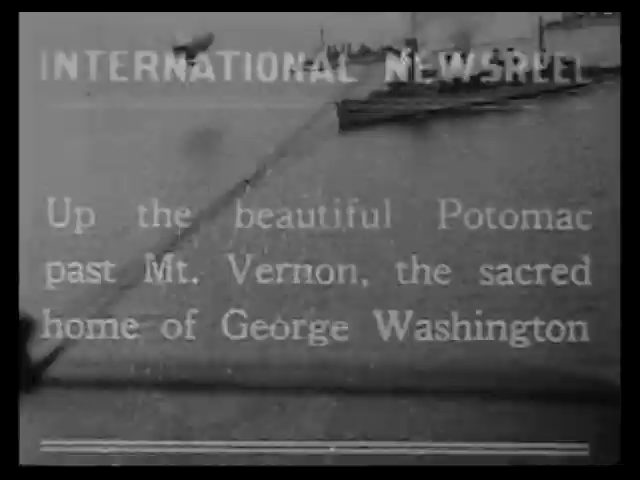 INTERNATIONAL NEWSREEL
Up the beautiful Potomac
past Mt. Vernon, the sacred
home of George Washington